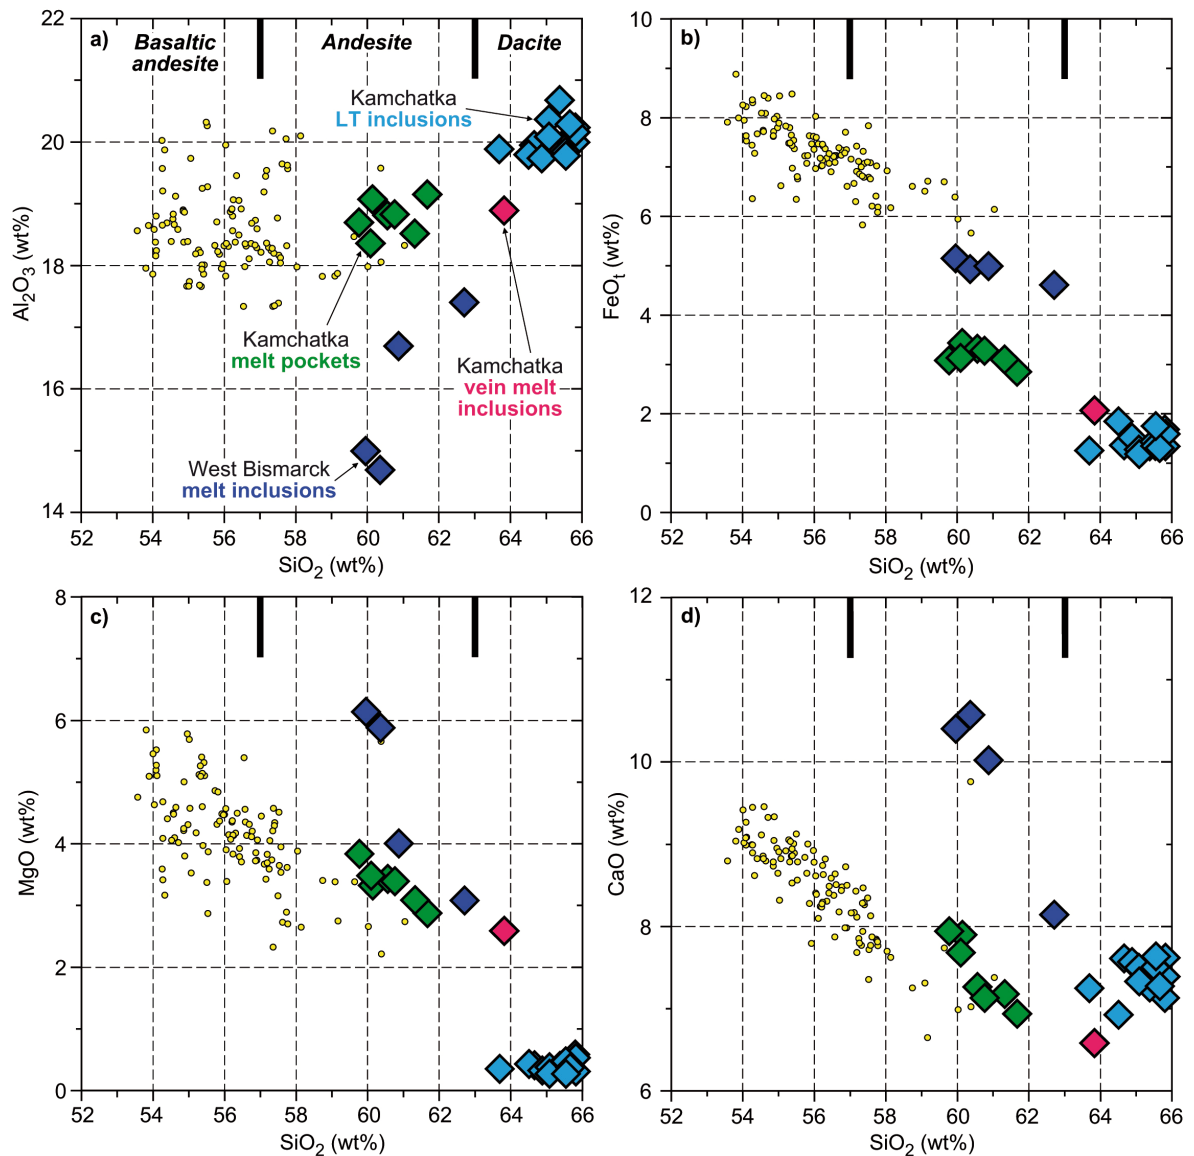 a)
Basaltic
andesite
Andesite
Dacite
Kamchatka
LT inclusions
Kamchatka
melt pockets
Kamchatka
vein melt
inclusions
West Bismarck
melt inclusions
Al₂O₃ (wt%)
22
20
18
16
14
52 54 56 58 60 62 64 66
SiO₂ (wt%)
b)
FeOₜ (wt%)
10
8
6
4
2
0
52 54 56 58 60 62 64 66
SiO₂ (wt%)
c)
MgO (wt%)
8
6
4
2
0
52 54 56 58 60 62 64 66
SiO₂ (wt%)
d)
CaO (wt%)
12
10
8
6
52 54 56 58 60 62 64 66
SiO₂ (wt%)